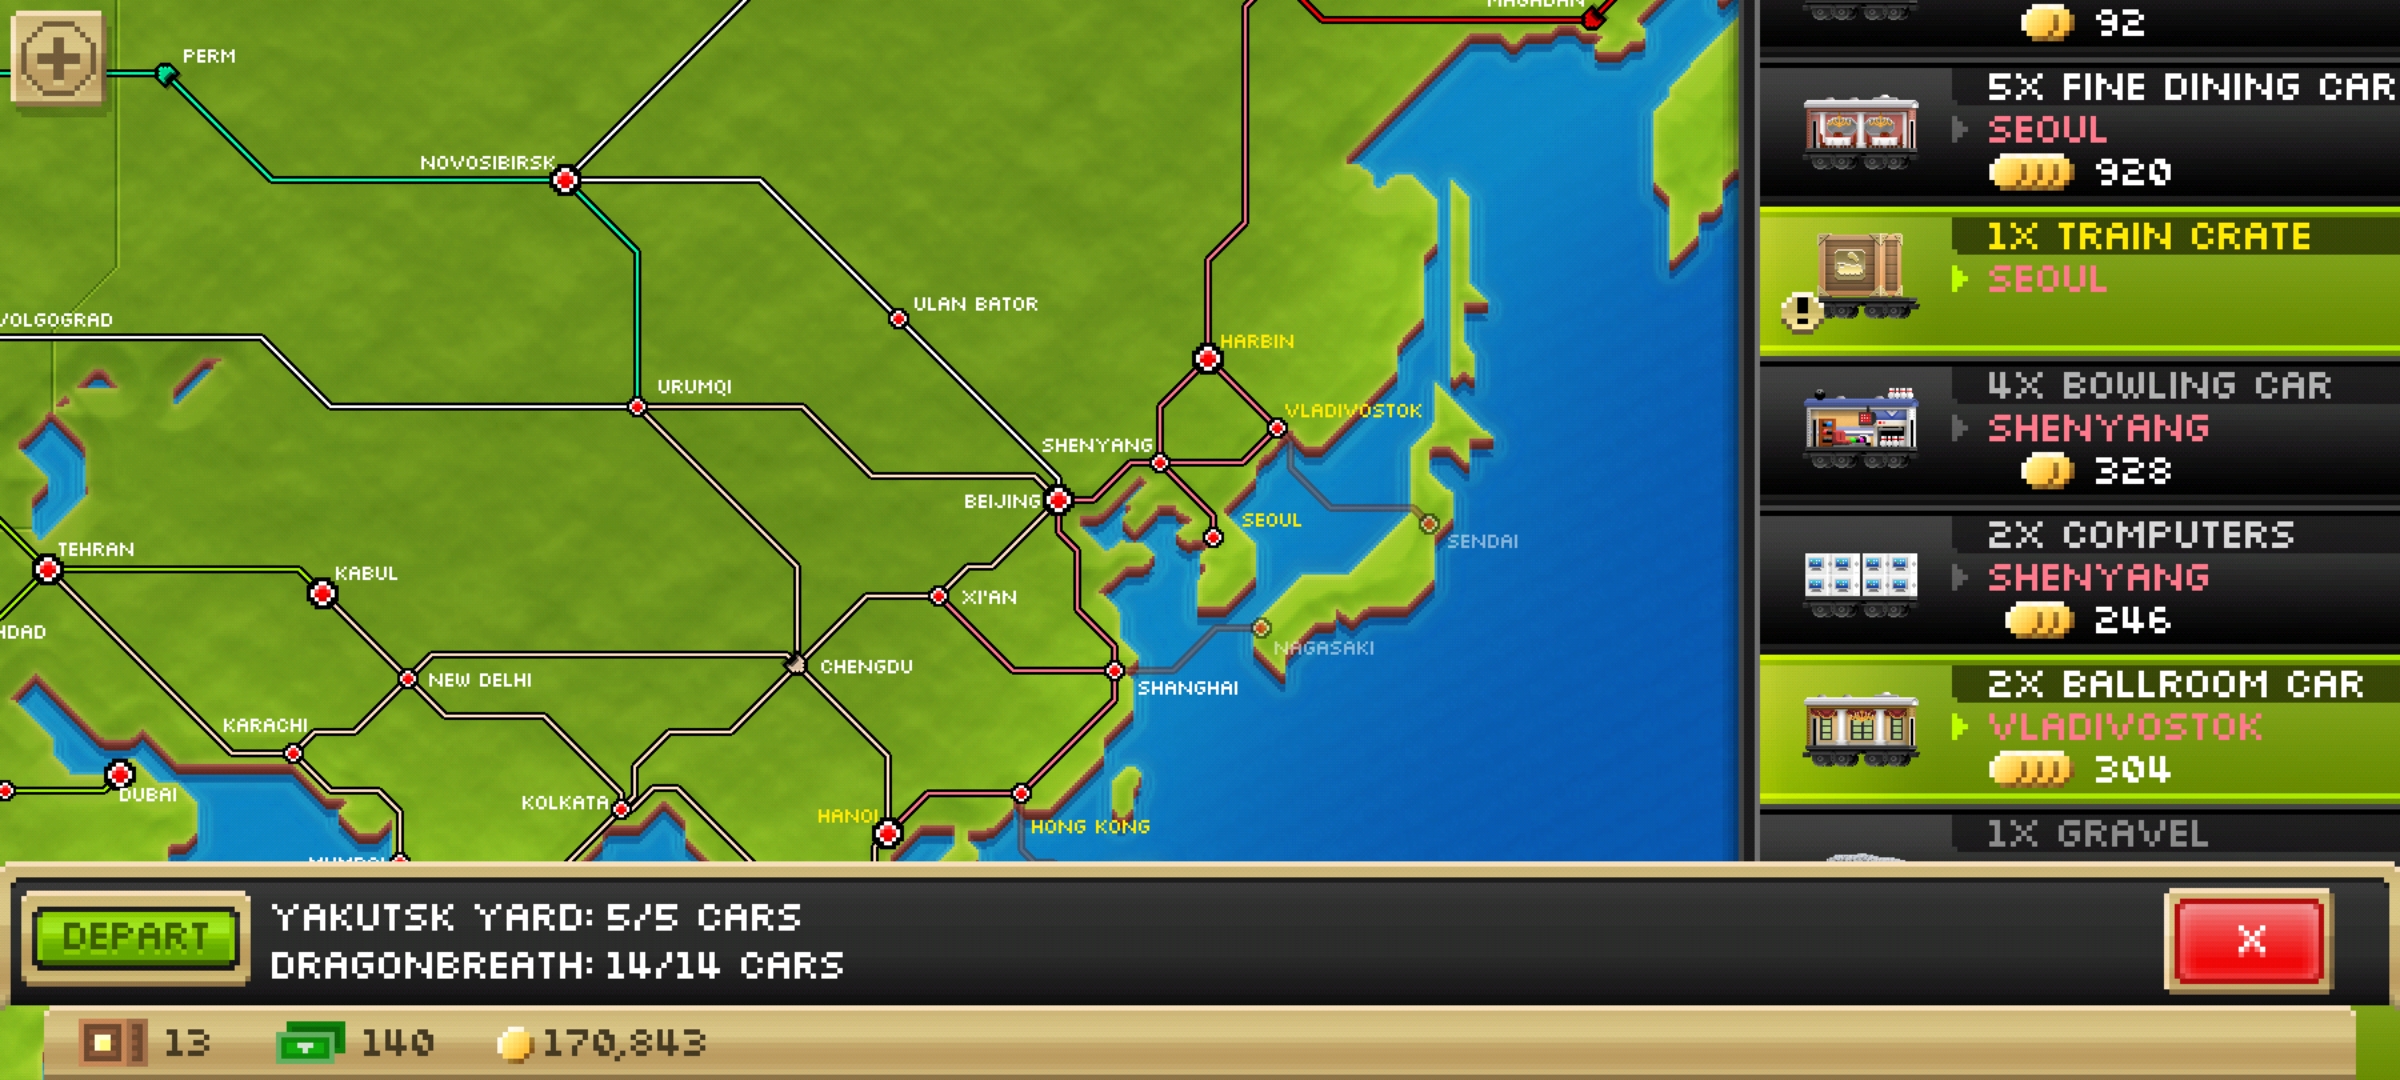 MAGADAN
PERM
NOVOSIBIRSK
ULAN BATOR
VOLGOGRAD
HARBIN
URUMQI
VLADIVOSTOK
SHENYANG
BEIJING
SEOUL
SENDAI
TEHRAN
KABUL
XI'AN
HDAD
NAGASAKI
CHENGDU
NEW DELHI
SHANGHAI
KARACHI
DUBAI
KOLKATA
HANOI
HONG KONG
MUMBAI
92
5X FINE DINING CAR
SEOUL
920
1X TRAIN CRATE
SEOUL
!
4X BOWLING CAR
SHENYANG
328
2X COMPUTERS
SHENYANG
246
2X BALLROOM CAR
VLADIVOSTOK
304
1X GRAVEL
DEPART
YAKUTSK YARD: 5/5 CARS
DRAGONBREATH: 14/14 CARS
X
13
140
170,843